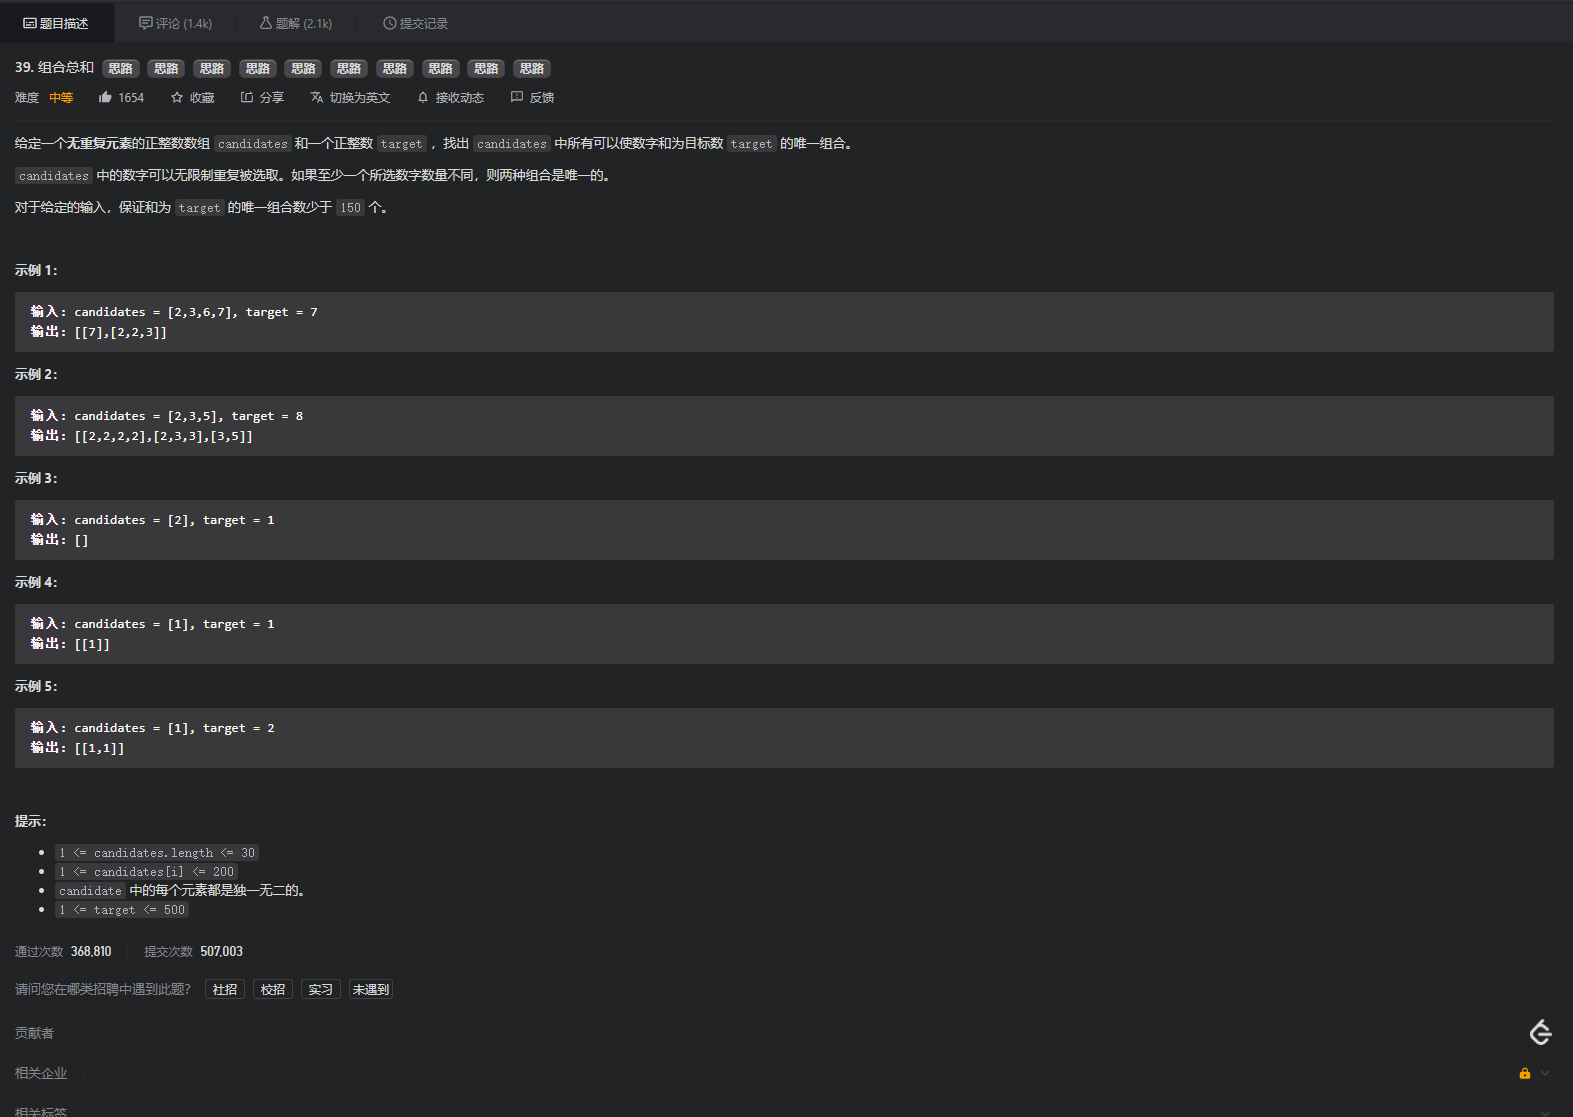 题目描述 评论 (1.4k) 题解 (2.1k) 提交记录
39. 组合总和 思路 思路 思路 思路 思路 思路 思路 思路 思路 思路
难度 中等 1654 收藏 分享 切换为英文 接收动态 反馈
给定一个无重复元素的正整数数组 candidates 和一个正整数 target ，找出 candidates 中所有可以使数字和为目标数 target 的唯一组合。
candidates 中的数字可以无限制重复被选取。如果至少一个所选数字数量不同，则两种组合是唯一的。
对于给定的输入，保证和为 target 的唯一组合数少于 150 个。
示例 1：
输入: candidates = [2,3,6,7], target = 7
输出: [[7],[2,2,3]]
示例 2：
输入: candidates = [2,3,5], target = 8
输出: [[2,2,2,2],[2,3,3],[3,5]]
示例 3：
输入: candidates = [2], target = 1
输出: []
示例 4：
输入: candidates = [1], target = 1
输出: [[1]]
示例 5：
输入: candidates = [1], target = 2
输出: [[1,1]]
提示：
1 <= candidates.length <= 30
1 <= candidates[i] <= 200
candidate 中的每个元素都是独一无二的。
1 <= target <= 500
通过次数 368,810 提交次数 507,003
请问您在哪类招聘中遇到此题？ 社招 校招 实习 未遇到
贡献者
相关企业
相关标签